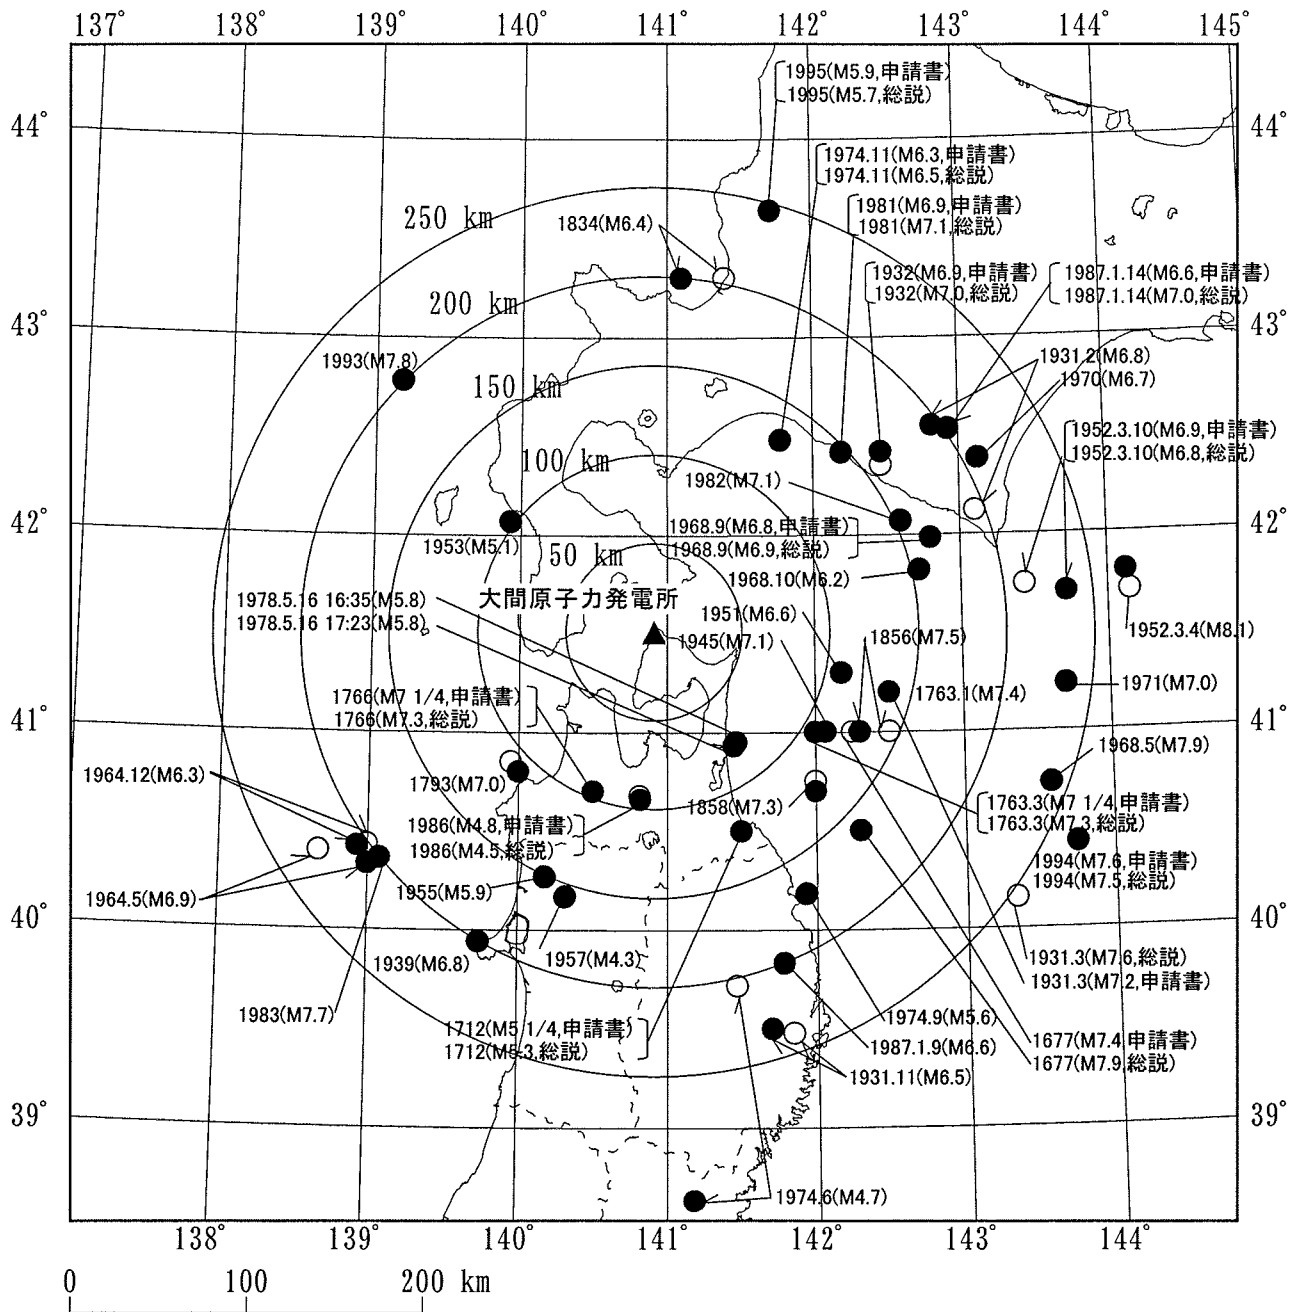 137° 138° 139° 140° 141° 142° 143° 144° 145°
1995(M5.9,申請書)
1995(M5.7,総説)
44° 44°
1974.11(M6.3,申請書)
1974.11(M6.5,総説)
250 km
1834(M6.4)
1981(M6.9,申請書)
1981(M7.1,総説)
1932(M6.9,申請書)
1932(M7.0,総説)
1987.1.14(M6.6,申請書)
1987.1.14(M7.0,総説)
200 km
43° 43°
1993(M7.8)
1931.2(M6.8)
1970(M6.7)
150 km
1952.3.10(M6.9,申請書)
1952.3.10(M6.8,総説)
100 km
1982(M7.1)
42° 42°
1953(M5.1)
1968.9(M6.8,申請書)
1968.9(M6.9,総説)
50 km
1968.10(M6.2)
大間原子力発電所
1978.5.16 16:35(M5.8)
1978.5.16 17:23(M5.8)
1951(M6.6)
1945(M7.1)
1856(M7.5)
1952.3.4(M8.1)
1763.1(M7.4)
1971(M7.0)
1766(M7 1/4,申請書)
1766(M7.3,総説)
41° 41°
1968.5(M7.9)
1964.12(M6.3)
1793(M7.0)
1858(M7.3)
1763.3(M7 1/4,申請書)
1763.3(M7.3,総説)
1986(M4.8,申請書)
1986(M4.5,総説)
1994(M7.6,申請書)
1994(M7.5,総説)
1964.5(M6.9)
1955(M5.9)
40° 40°
1939(M6.8)
1957(M4.3)
1931.3(M7.6,総説)
1931.3(M7.2,申請書)
1983(M7.7)
1974.9(M5.6)
1712(M5 1/4,申請書)
1712(M5.3,総説)
1987.1.9(M6.6)
1677(M7.4,申請書)
1677(M7.9,総説)
1931.11(M6.5)
39° 39°
1974.6(M4.7)
138° 139° 140° 141° 142° 143° 144°
0 100 200 km